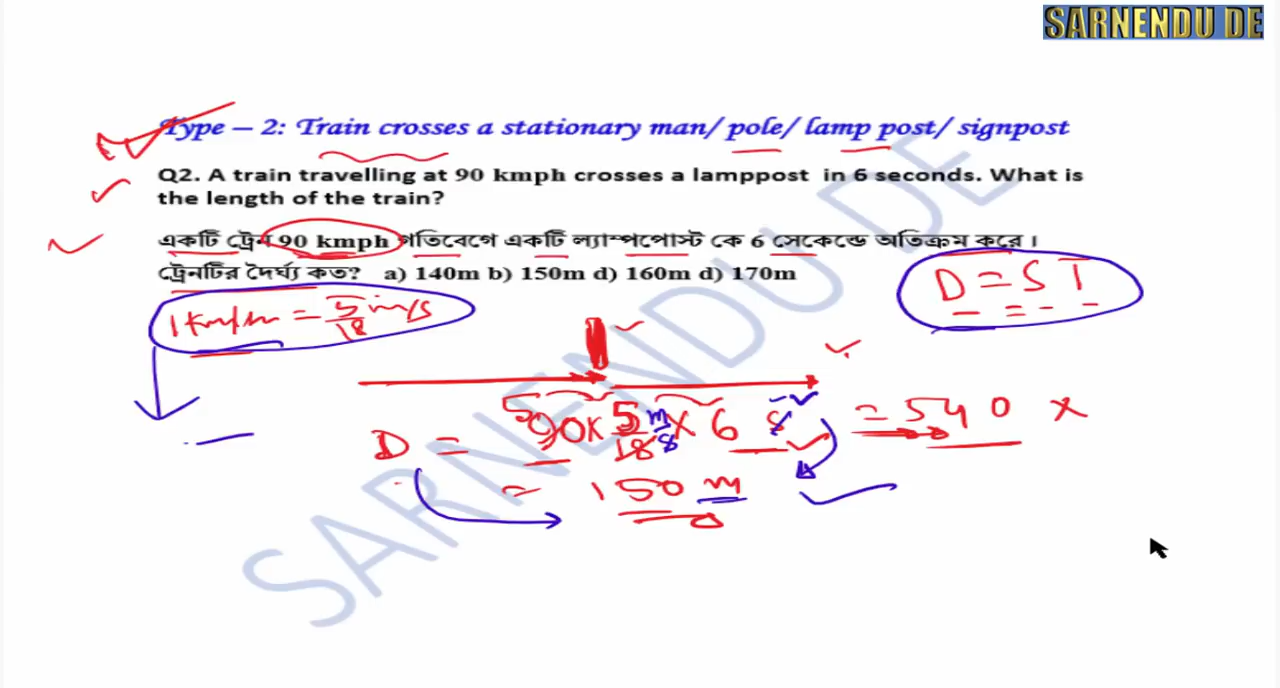 SARNENDU DE
Type – 2: Train crosses a stationary man/ pole/ lamp post/ signpost
Q2. A train travelling at 90 kmph crosses a lamppost in 6 seconds. What is
the length of the train?
একটি ট্রেন 90 kmph গতিবেগে একটি ল্যাম্পপোস্ট কে 6 সেকেন্ডে অতিক্রম করে।
ট্রেনটির দৈর্ঘ্য কত? a) 140m b) 150m d) 160m d) 170m
D = S T
1 km/h = 5/18 m/s
D = 90 x 5/18 m/s x 6 s = 540 x
= 150 m
SARNENDU DE